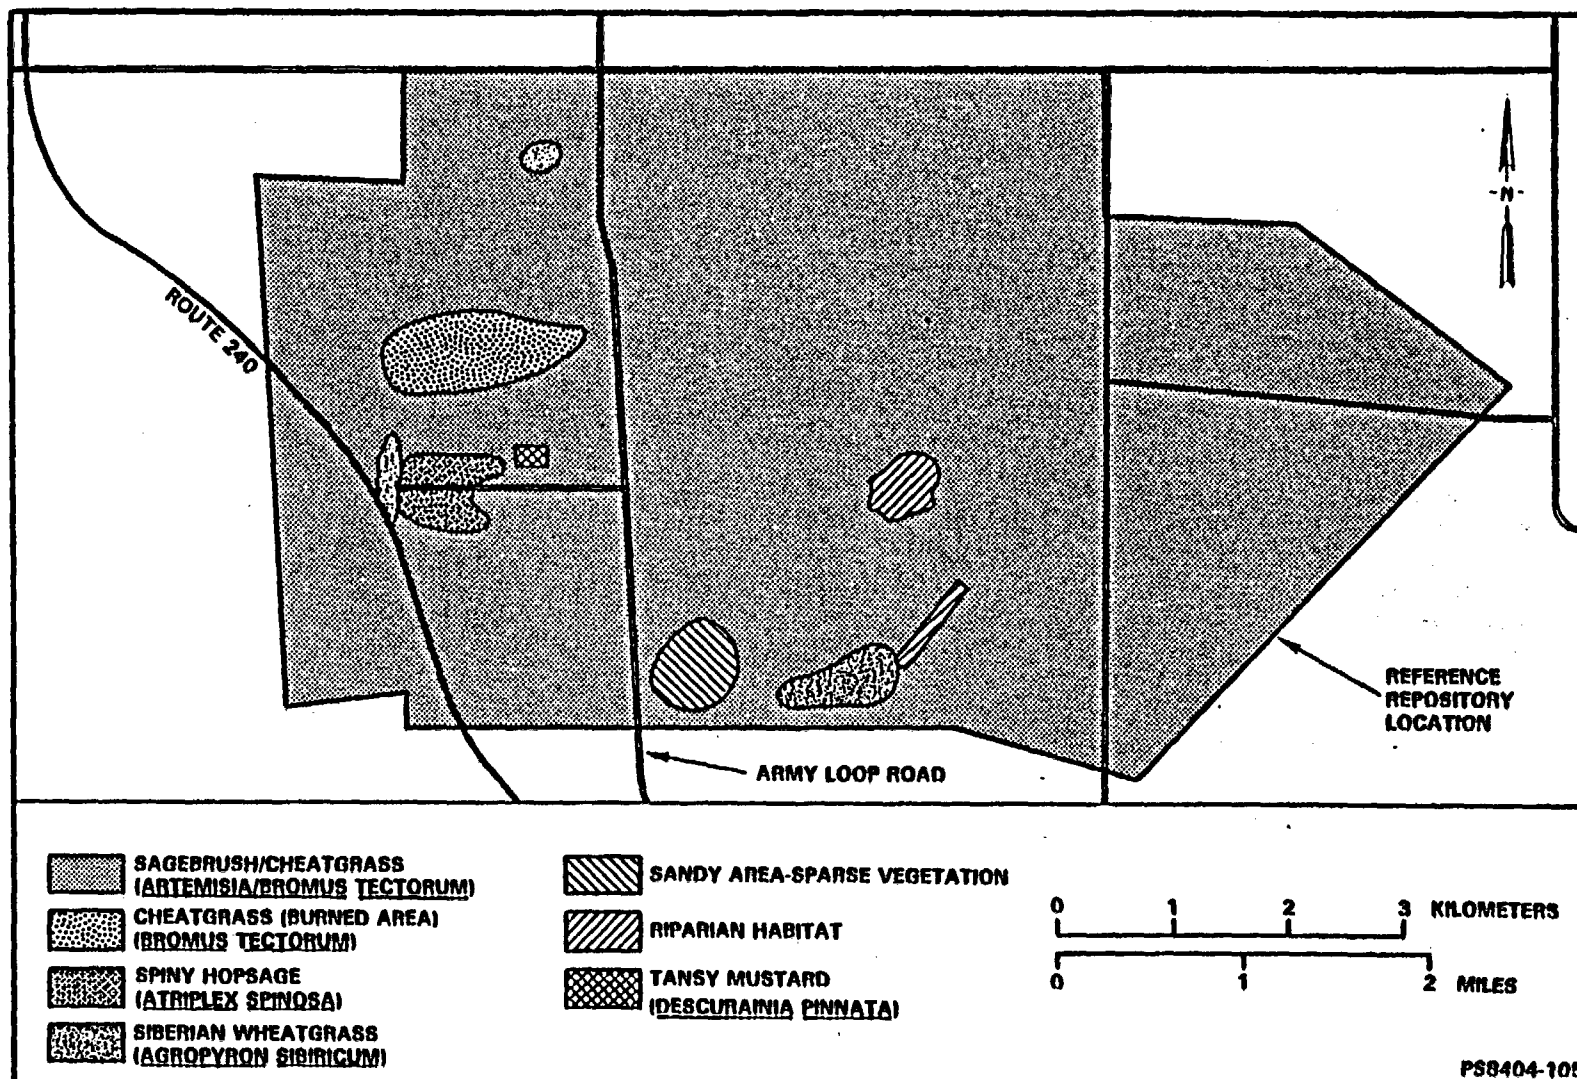 -N-
ROUTE 240
REFERENCE
REPOSITORY
LOCATION
ARMY LOOP ROAD
SAGEBRUSH/CHEATGRASS
(ARTEMISIA/BROMUS TECTORUM)
CHEATGRASS (BURNED AREA)
(BROMUS TECTORUM)
SPINY HOPSAGE
(ATRIPLEX SPINOSA)
SIBERIAN WHEATGRASS
(AGROPYRON SIBIRICUM)
SANDY AREA-SPARSE VEGETATION
RIPARIAN HABITAT
TANSY MUSTARD
(DESCURAINIA PINNATA)
0 1 2 3 KILOMETERS
0 1 2 MILES
PS8404-105